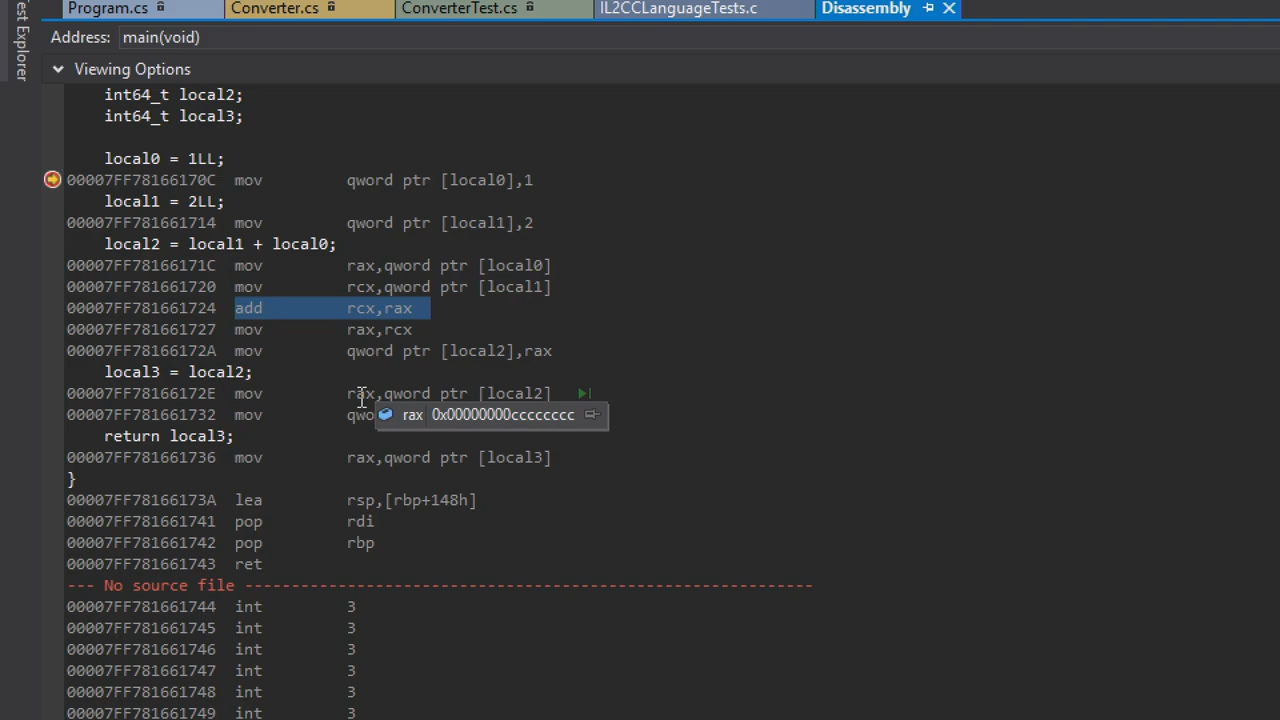 Program.cs Converter.cs ConverterTest.cs IL2CCLanguageTests.c Disassembly
est Explorer
Address: main(void)
Viewing Options
int64_t local2;
int64_t local3;
local0 = 1LL;
00007FF78166170C mov qword ptr [local0],1
local1 = 2LL;
00007FF781661714 mov qword ptr [local1],2
local2 = local1 + local0;
00007FF78166171C mov rax,qword ptr [local0]
00007FF781661720 mov rcx,qword ptr [local1]
00007FF781661724 add rcx,rax
00007FF781661727 mov rax,rcx
00007FF78166172A mov qword ptr [local2],rax
local3 = local2;
00007FF78166172E mov rax,qword ptr [local2]
00007FF781661732 mov qwo
rax 0x00000000cccccccc
return local3;
00007FF781661736 mov rax,qword ptr [local3]
}
00007FF78166173A lea rsp,[rbp+148h]
00007FF781661741 pop rdi
00007FF781661742 pop rbp
00007FF781661743 ret
--- No source file -------------------------------------------------------------
00007FF781661744 int 3
00007FF781661745 int 3
00007FF781661746 int 3
00007FF781661747 int 3
00007FF781661748 int 3
00007FF781661749 int 3